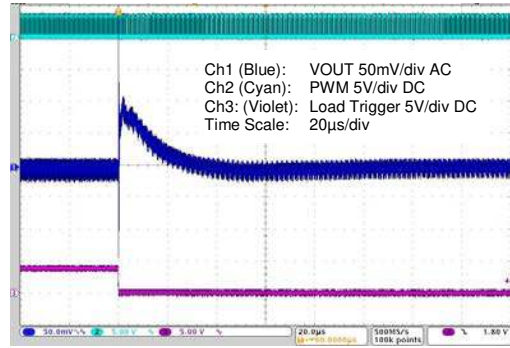 Ch1 (Blue): VOUT 50mV/div AC
Ch2 (Cyan): PWM 5V/div DC
Ch3: (Violet): Load Trigger 5V/div DC
Time Scale: 20µs/div
50.0mV 2 5.00 V 5.00 V 20.0µs 500MS/s 1.80 V
100k points